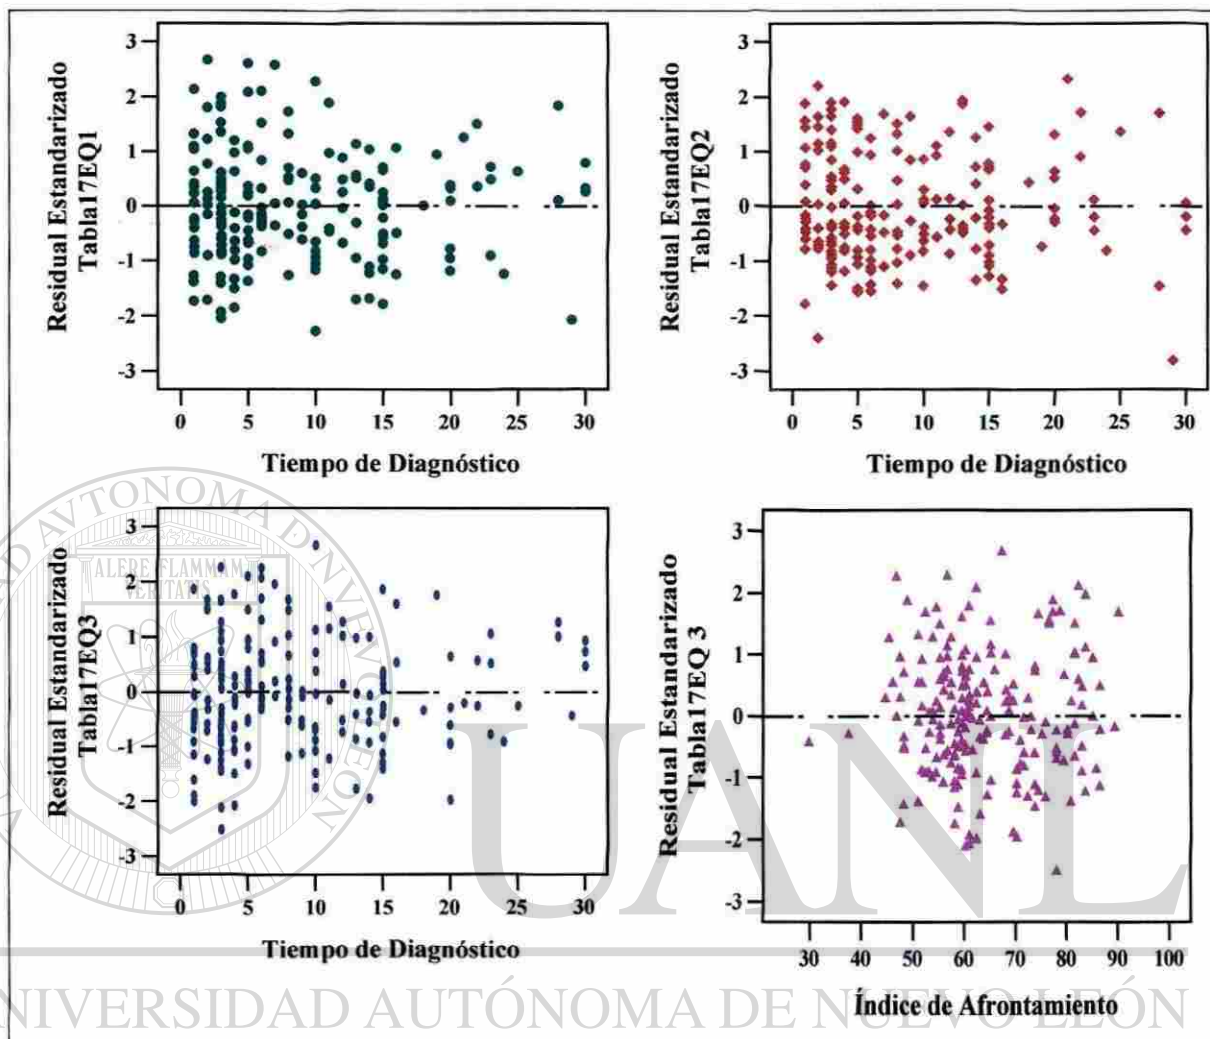 3
2
1
0
-1
-2
-3
Residual Estandarizado
Tabla17EQ1
0 5 10 15 20 25 30
Tiempo de Diagnóstico
3
2
1
0
-1
-2
-3
Residual Estandarizado
Tabla17EQ2
0 5 10 15 20 25 30
Tiempo de Diagnóstico
3
2
1
0
-1
-2
-3
Residual Estandarizado
Tabla17EQ3
0 5 10 15 20 25 30
Tiempo de Diagnóstico
3
2
1
0
-1
-2
-3
Residual Estandarizado
Tabla17EQ 3
30 40 50 60 70 80 90 100
Índice de Afrontamiento
AVTONOMA D NVEVO LEÓN
ALERE FLAMMAM
VERITATIS
UANL
NIVERSIDAD AUTÓNOMA DE NUEVO LEÓN